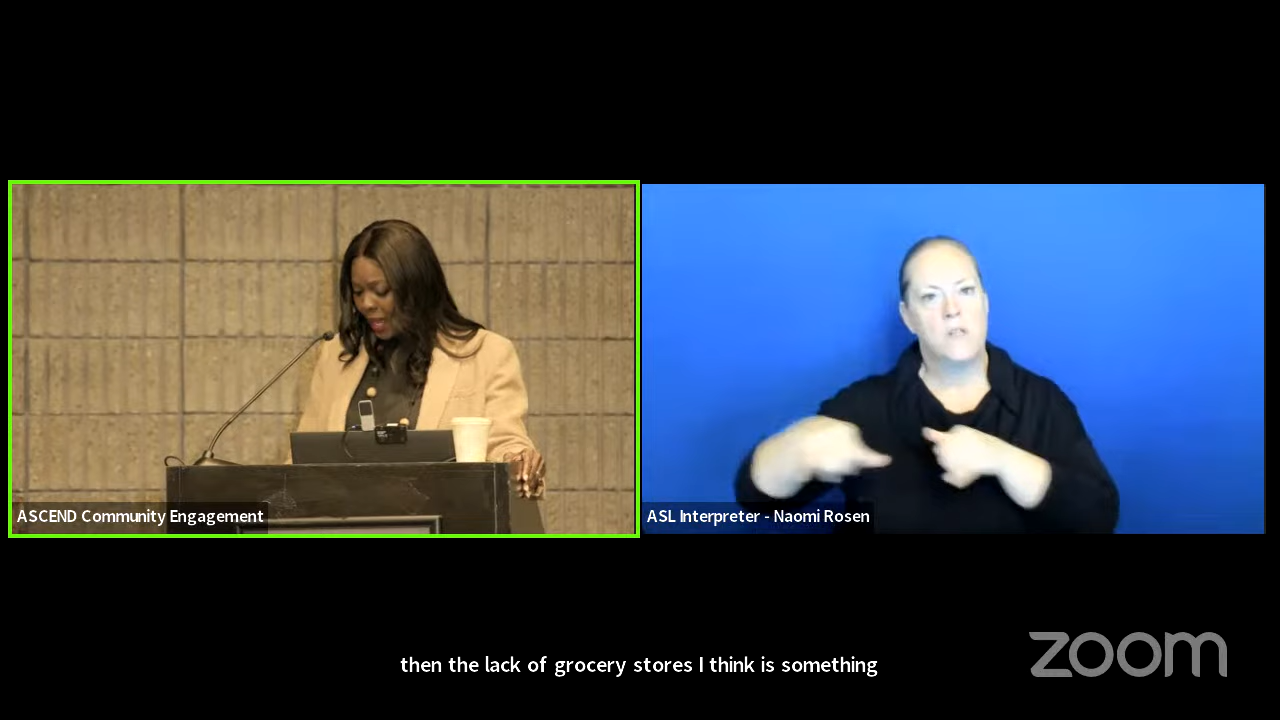 ASCEND Community Engagement
ASL Interpreter - Naomi Rosen
then the lack of grocery stores I think is something
zoom